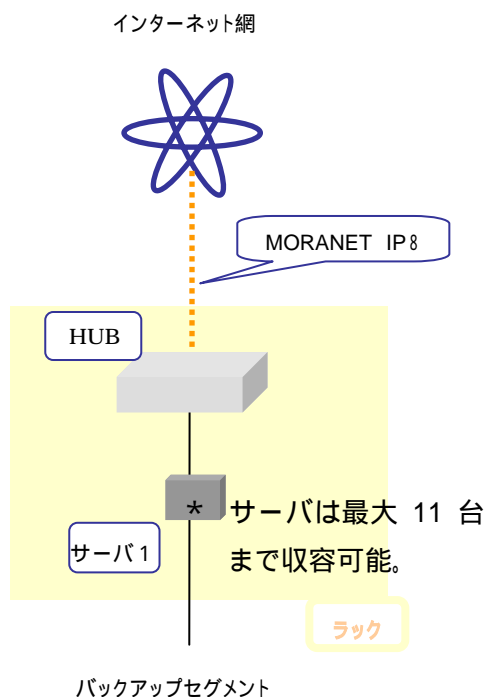 インターネット網
MORANET IP8
HUB
* サーバは最大 11 台
まで収容可能。
サーバ1
ラック
バックアップセグメント